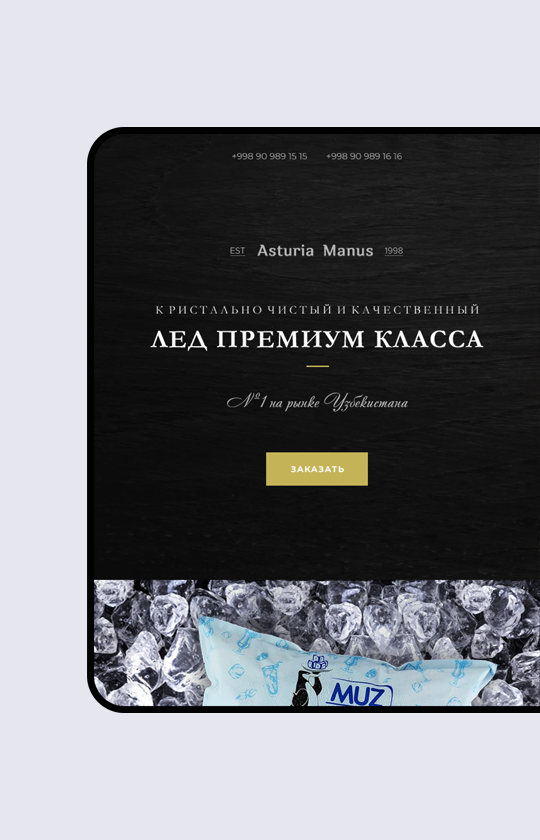 +998 90 989 15 15 +998 90 989 16 16
EST Asturia Manus 1998
КРИСТАЛЬНО ЧИСТЫЙ И КАЧЕСТВЕННЫЙ
ЛЕД ПРЕМИУМ КЛАССА
№1 на рынке Узбекистана
ЗАКАЗАТЬ
MUZ